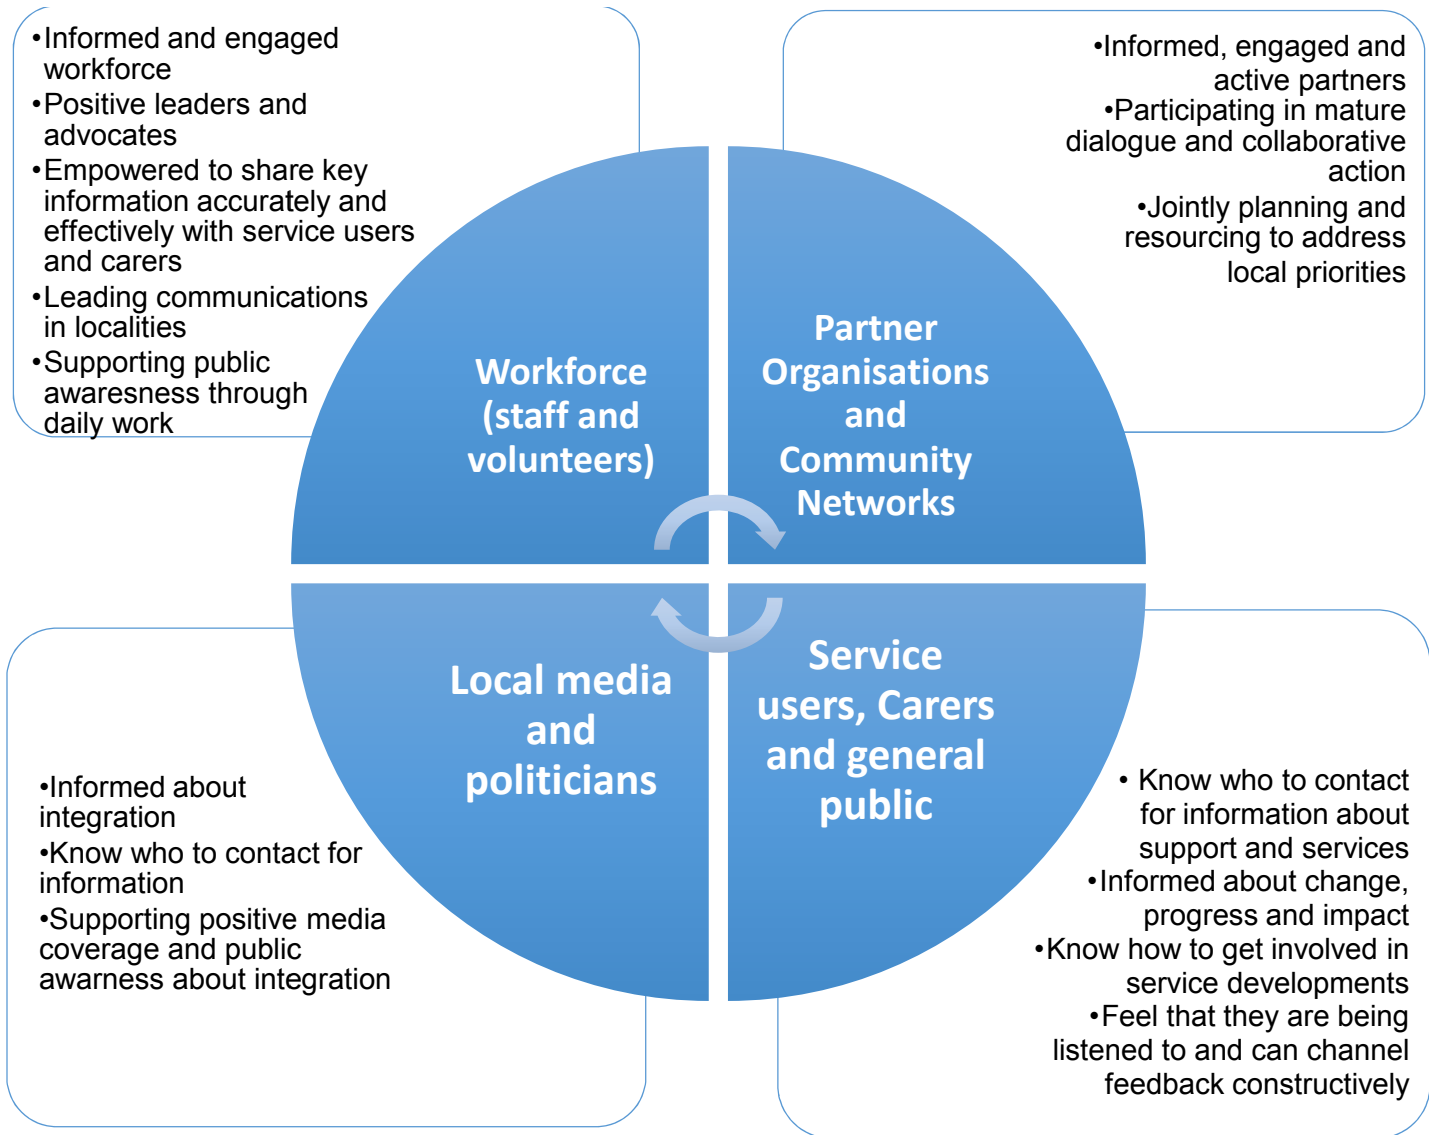 •Informed and engaged
workforce
•Positive leaders and
advocates
•Empowered to share key
information accurately and
effectively with service users
and carers
•Leading communications
in localities
•Supporting public
awaresness through
daily work
•Informed, engaged and
active partners
•Participating in mature
dialogue and collaborative
action
•Jointly planning and
resourcing to address
local priorities
Workforce
(staff and
volunteers)
Partner
Organisations
and
Community
Networks
Local media
and
politicians
Service
users, Carers
and general
public
•Informed about
integration
•Know who to contact for
information
•Supporting positive media
coverage and public
awarness about integration
• Know who to contact
for information about
support and services
•Informed about change,
progress and impact
•Know how to get involved in
service developments
•Feel that they are being
listened to and can channel
feedback constructively